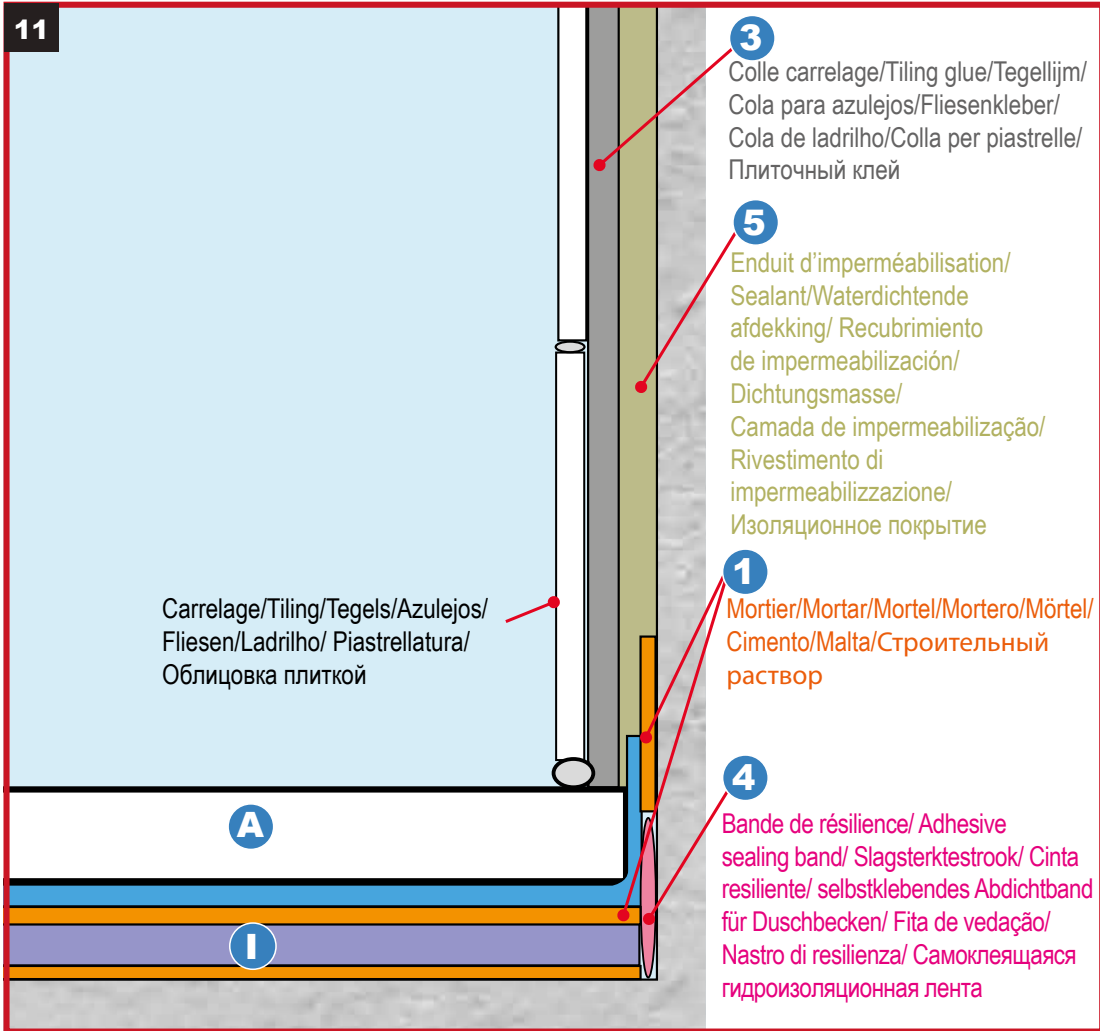 11
3
Colle carrelage/Tiling glue/Tegellijm/
Cola para azulejos/Fliesenkleber/
Cola de ladrilho/Colla per piastrelle/
Плиточный клей
5
Enduit d’imperméabilisation/
Sealant/Waterdichtende
afdekking/ Recubrimiento
de impermeabilización/
Dichtungsmasse/
Camada de impermeabilização/
Rivestimento di
impermeabilizzazione/
Изоляционное покрытие
1
Mortier/Mortar/Mortel/Mortero/Mörtel/
Cimento/Malta/Строительный
раствор
Carrelage/Tiling/Tegels/Azulejos/
Fliesen/Ladrilho/ Piastrellatura/
Облицовка плиткой
4
Bande de résilience/ Adhesive
sealing band/ Slagsterktestrook/ Cinta
resiliente/ selbstklebendes Abdichtband
für Duschbecken/ Fita de vedação/
Nastro di resilienza/ Самоклеящаяся
гидроизоляционная лента
A
I